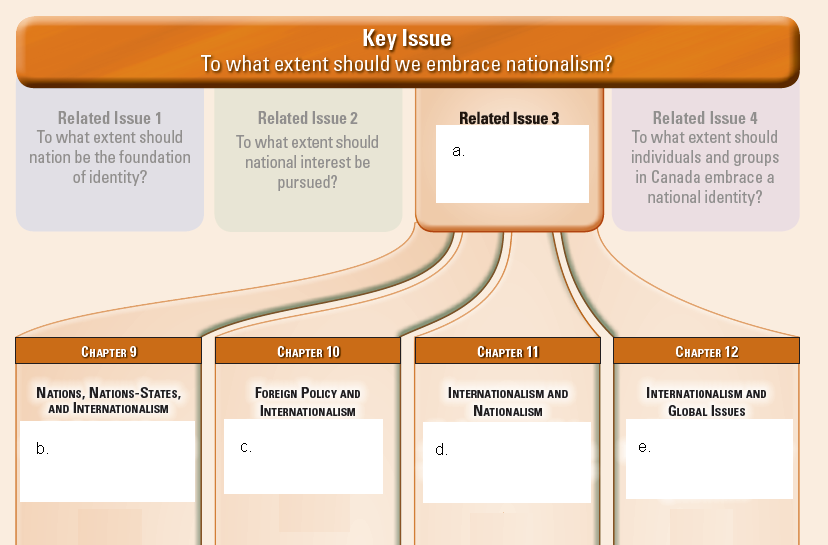 Key Issue
To what extent should we embrace nationalism?
Related Issue 1
To what extent should
nation be the foundation
of identity?
Related Issue 2
To what extent should
national interest be
pursued?
Related Issue 3
a.
Related Issue 4
To what extent should
individuals and groups
in Canada embrace a
national identity?
CHAPTER 9
NATIONS, NATIONS-STATES,
AND INTERNATIONALISM
b.
CHAPTER 10
FOREIGN POLICY AND
INTERNATIONALISM
c.
CHAPTER 11
INTERNATIONALISM AND
NATIONALISM
d.
CHAPTER 12
INTERNATIONALISM AND
GLOBAL ISSUES
e.